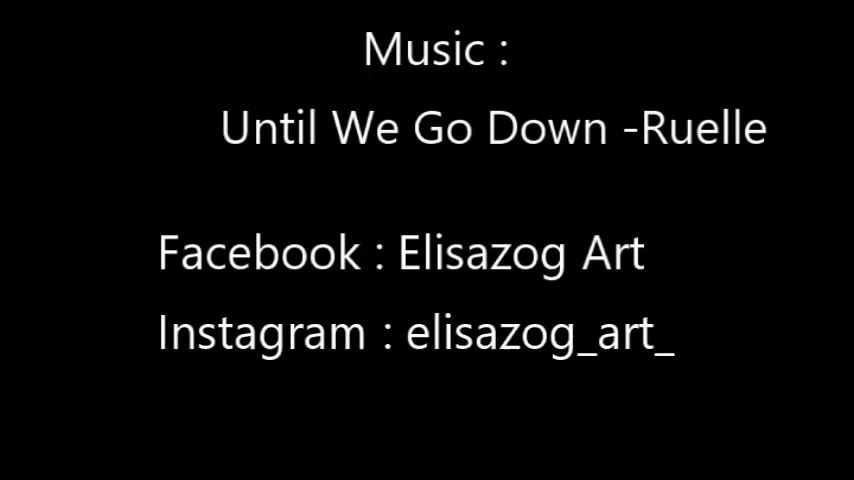 Music :
Until We Go Down -Ruelle
Facebook : Elisazog Art
Instagram : elisazog_art_